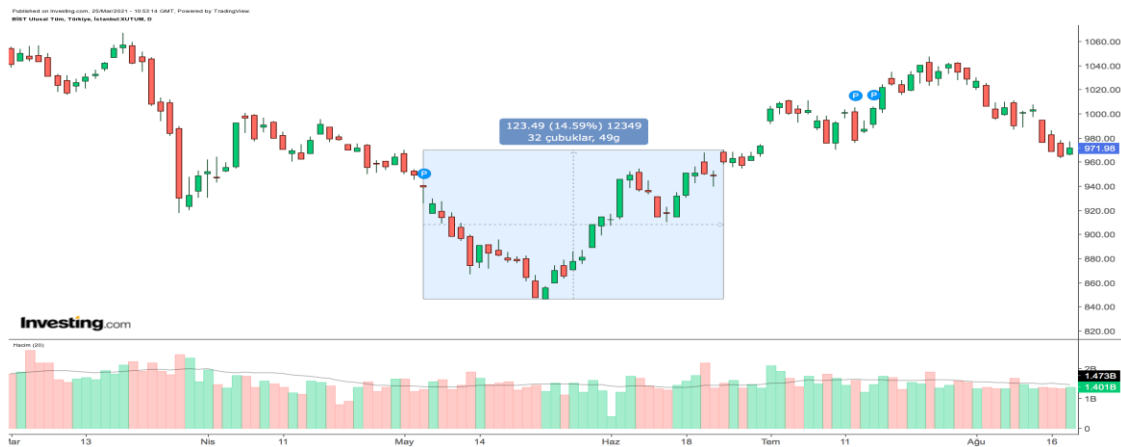 Published on Investing.com, 25/Mar/2021 - 10:53:14 GMT, Powered by TradingView.
BIST Ulusal Tüm, Türkiye, İstanbul:XUTUM, D
1060.00
1040.00
1020.00
1000.00
980.00
971.98
960.00
940.00
920.00
900.00
880.00
860.00
840.00
820.00
P
P
P
123.49 (14.59%) 12349
32 çubuklar, 49g
Investing.com
Hacim (20)
2B
1.473B
1.401B
1B
0
Mar
13
Nis
11
May
14
Haz
18
Tem
11
Ağu
16